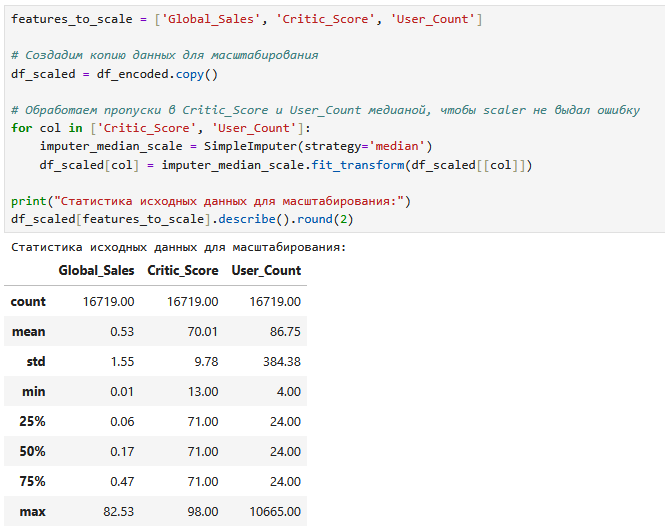 features_to_scale = ['Global_Sales', 'Critic_Score', 'User_Count']
# Создадим копию данных для масштабирования
df_scaled = df_encoded.copy()
# Обработаем пропуски в Critic_Score и User_Count медианой, чтобы scaler не выдал ошибку
for col in ['Critic_Score', 'User_Count']:
    imputer_median_scale = SimpleImputer(strategy='median')
    df_scaled[col] = imputer_median_scale.fit_transform(df_scaled[[col]])
print("Статистика исходных данных для масштабирования:")
df_scaled[features_to_scale].describe().round(2)
Статистика исходных данных для масштабирования:
Global_Sales Critic_Score User_Count
count 16719.00 16719.00 16719.00
mean 0.53 70.01 86.75
std 1.55 9.78 384.38
min 0.01 13.00 4.00
25% 0.06 71.00 24.00
50% 0.17 71.00 24.00
75% 0.47 71.00 24.00
max 82.53 98.00 10665.00